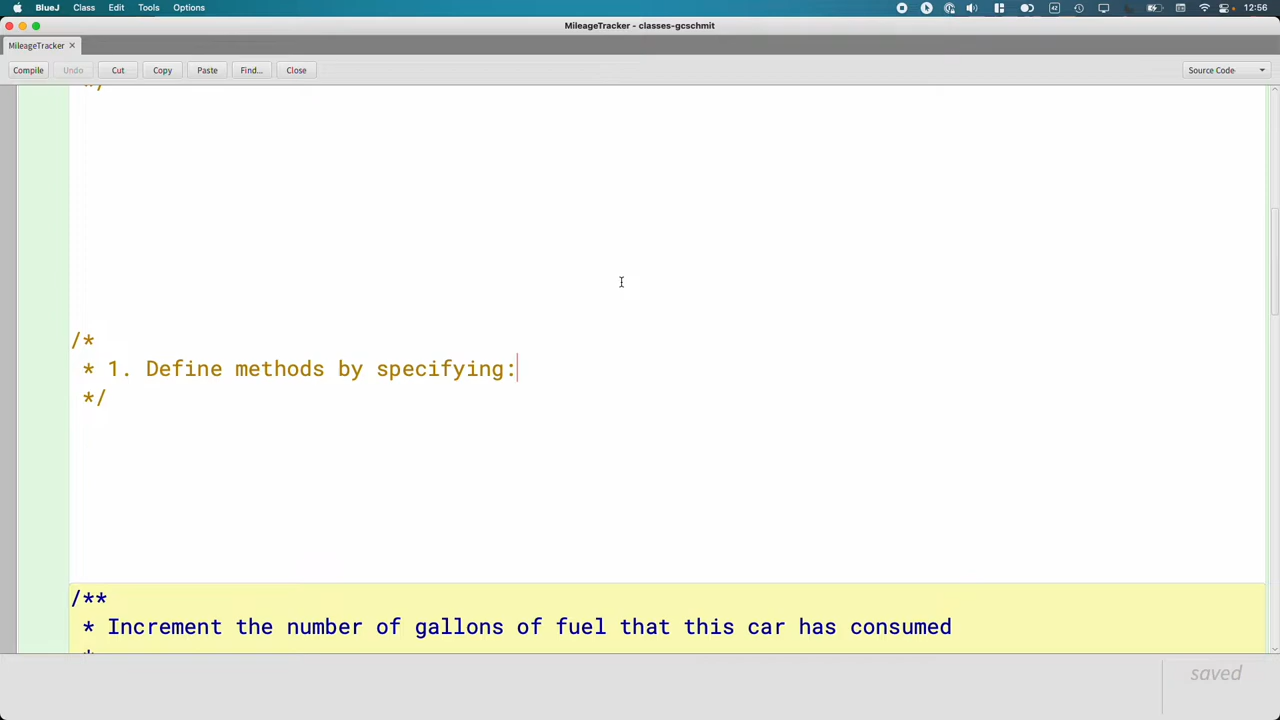 BlueJ Class Edit Tools Options 42 12:56
MileageTracker - classes-gcschmit
MileageTracker
Compile Undo Cut Copy Paste Find... Close Source Code
*/
/*
* 1. Define methods by specifying:
*/
/**
* Increment the number of gallons of fuel that this car has consumed
*
saved